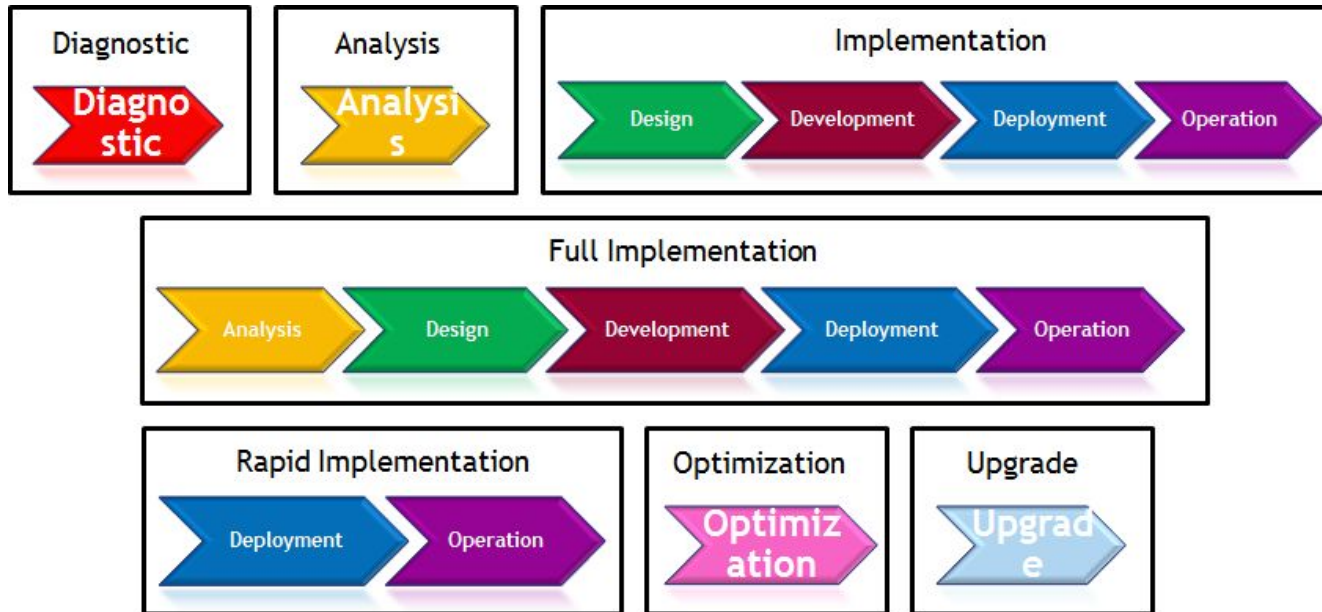 Diagnostic
Diagno
stic
Analysis
Analysi
s
Implementation
Design
Development
Deployment
Operation
Full Implementation
Analysis
Design
Development
Deployment
Operation
Rapid Implementation
Deployment
Operation
Optimization
Optimiz
ation
Upgrade
Upgrad
e